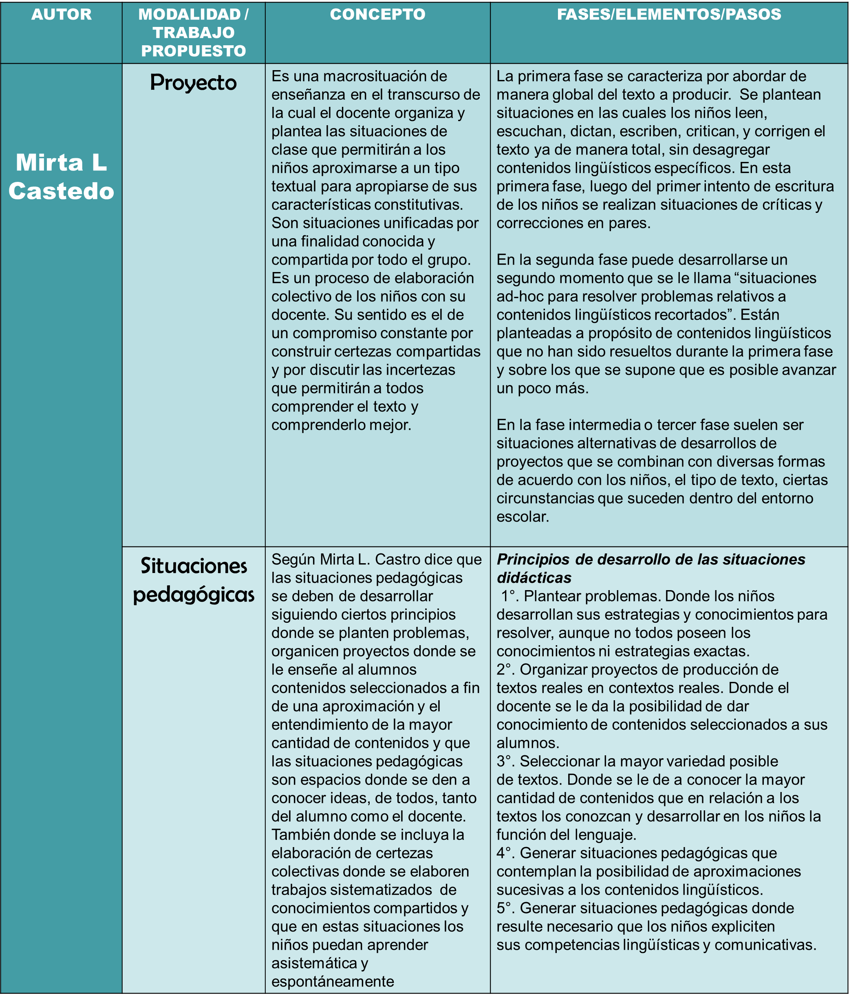 AUTOR
MODALIDAD /
TRABAJO
PROPUESTO
CONCEPTO
FASES/ELEMENTOS/PASOS
Mirta L
Castedo
Proyecto
Es una macrosituación de
enseñanza en el transcurso de
la cual el docente organiza y
plantea las situaciones de
clase que permitirán a los
niños aproximarse a un tipo
textual para apropiarse de sus
características constitutivas.
Son situaciones unificadas por
una finalidad conocida y
compartida por todo el grupo.
Es un proceso de elaboración
colectivo de los niños con su
docente. Su sentido es el de
un compromiso constante por
construir certezas compartidas
y por discutir las incertezas
que permitirán a todos
comprender el texto y
comprenderlo mejor.
La primera fase se caracteriza por abordar de
manera global del texto a producir.  Se plantean
situaciones en las cuales los niños leen,
escuchan, dictan, escriben, critican, y corrigen el
texto ya de manera total, sin desagregar
contenidos lingüísticos específicos. En esta
primera fase, luego del primer intento de escritura
de los niños se realizan situaciones de críticas y
correcciones en pares.
En la segunda fase puede desarrollarse un
segundo momento que se le llama “situaciones
ad-hoc para resolver problemas relativos a
contenidos lingüísticos recortados”. Están
planteadas a propósito de contenidos lingüísticos
que no han sido resueltos durante la primera fase
y sobre los que se supone que es posible avanzar
un poco más.
En la fase intermedia o tercer fase suelen ser
situaciones alternativas de desarrollos de
proyectos que se combinan con diversas formas
de acuerdo con los niños, el tipo de texto, ciertas
circunstancias que suceden dentro del entorno
escolar.
Situaciones
pedagógicas
Según Mirta L. Castro dice que
las situaciones pedagógicas
se deben de desarrollar
siguiendo ciertos principios
donde se planten problemas,
organicen proyectos donde se
le enseñe al alumnos
contenidos seleccionados a fin
de una aproximación y el
entendimiento de la mayor
cantidad de contenidos y que
las situaciones pedagógicas
son espacios donde se den a
conocer ideas, de todos, tanto
del alumno como el docente.
También donde se incluya la
elaboración de certezas
colectivas donde se elaboren
trabajos sistematizados  de
conocimientos compartidos y
que en estas situaciones los
niños puedan aprender
asistemática y
espontáneamente
Principios de desarrollo de las situaciones
didácticas
1°. Plantear problemas. Donde los niños
desarrollan sus estrategias y conocimientos para
resolver, aunque no todos poseen los
conocimientos ni estrategias exactas.
2°. Organizar proyectos de producción de
textos reales en contextos reales. Donde el
docente se le da la posibilidad de dar
conocimiento de contenidos seleccionados a sus
alumnos.
3°. Seleccionar la mayor variedad posible
de textos. Donde se le de a conocer la mayor
cantidad de contenidos que en relación a los
textos los conozcan y desarrollar en los niños la
función del lenguaje.
4°. Generar situaciones pedagógicas que
contemplan la posibilidad de aproximaciones
sucesivas a los contenidos lingüísticos.
5°. Generar situaciones pedagógicas donde
resulte necesario que los niños expliciten
sus competencias lingüísticas y comunicativas.